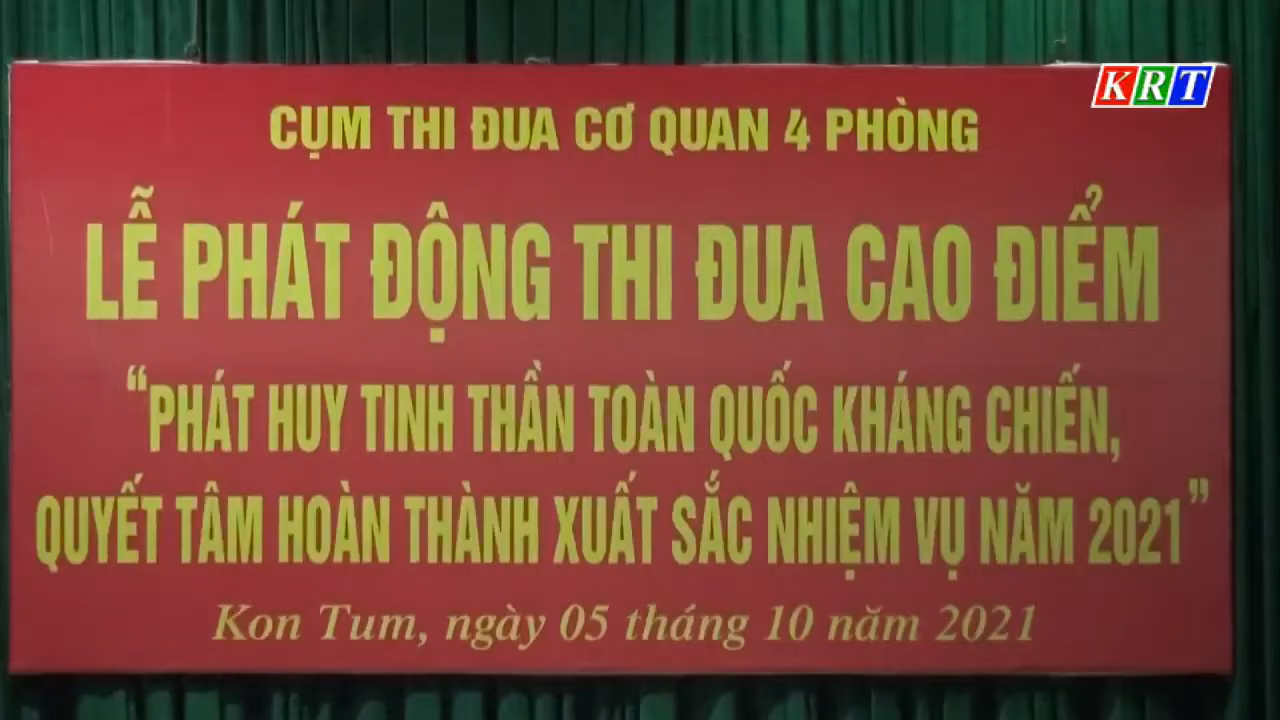 KRT
CỤM THI ĐUA CƠ QUAN 4 PHÒNG
LỄ PHÁT ĐỘNG THI ĐUA CAO ĐIỂM
“PHÁT HUY TINH THẦN TOÀN QUỐC KHÁNG CHIẾN,
QUYẾT TÂM HOÀN THÀNH XUẤT SẮC NHIỆM VỤ NĂM 2021”
Kon Tum, ngày 05 tháng 10 năm 2021